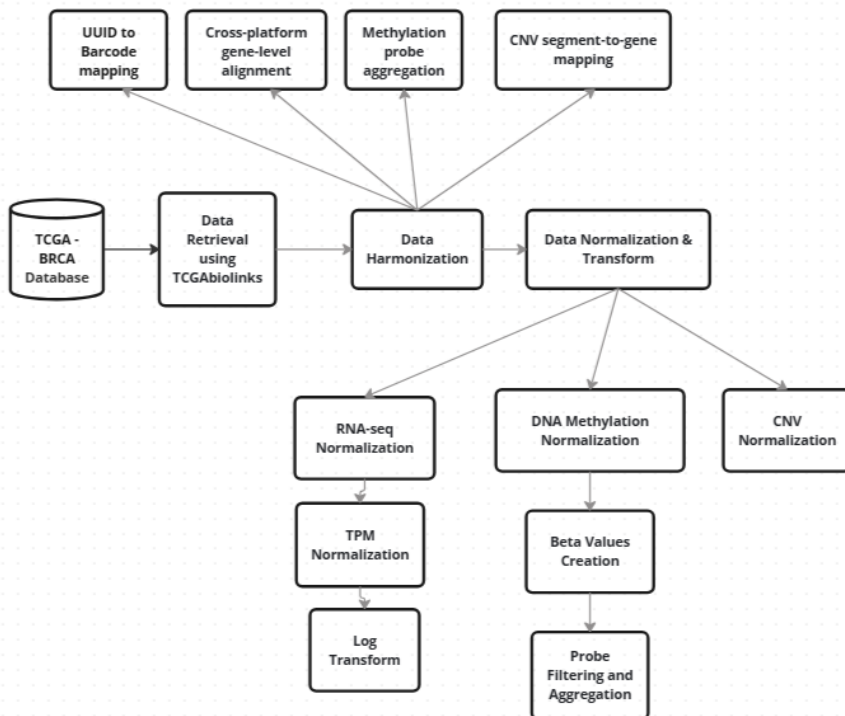 UUID to
Barcode
mapping
Cross-platform
gene-level
alignment
Methylation
probe
aggregation
CNV segment-to-gene
mapping
TCGA -
BRCA
Database
Data
Retrieval
using
TCGAbiolinks
Data
Harmonization
Data Normalization &
Transform
RNA-seq
Normalization
DNA Methylation
Normalization
CNV
Normalization
TPM
Normalization
Beta Values
Creation
Log
Transform
Probe
Filtering and
Aggregation